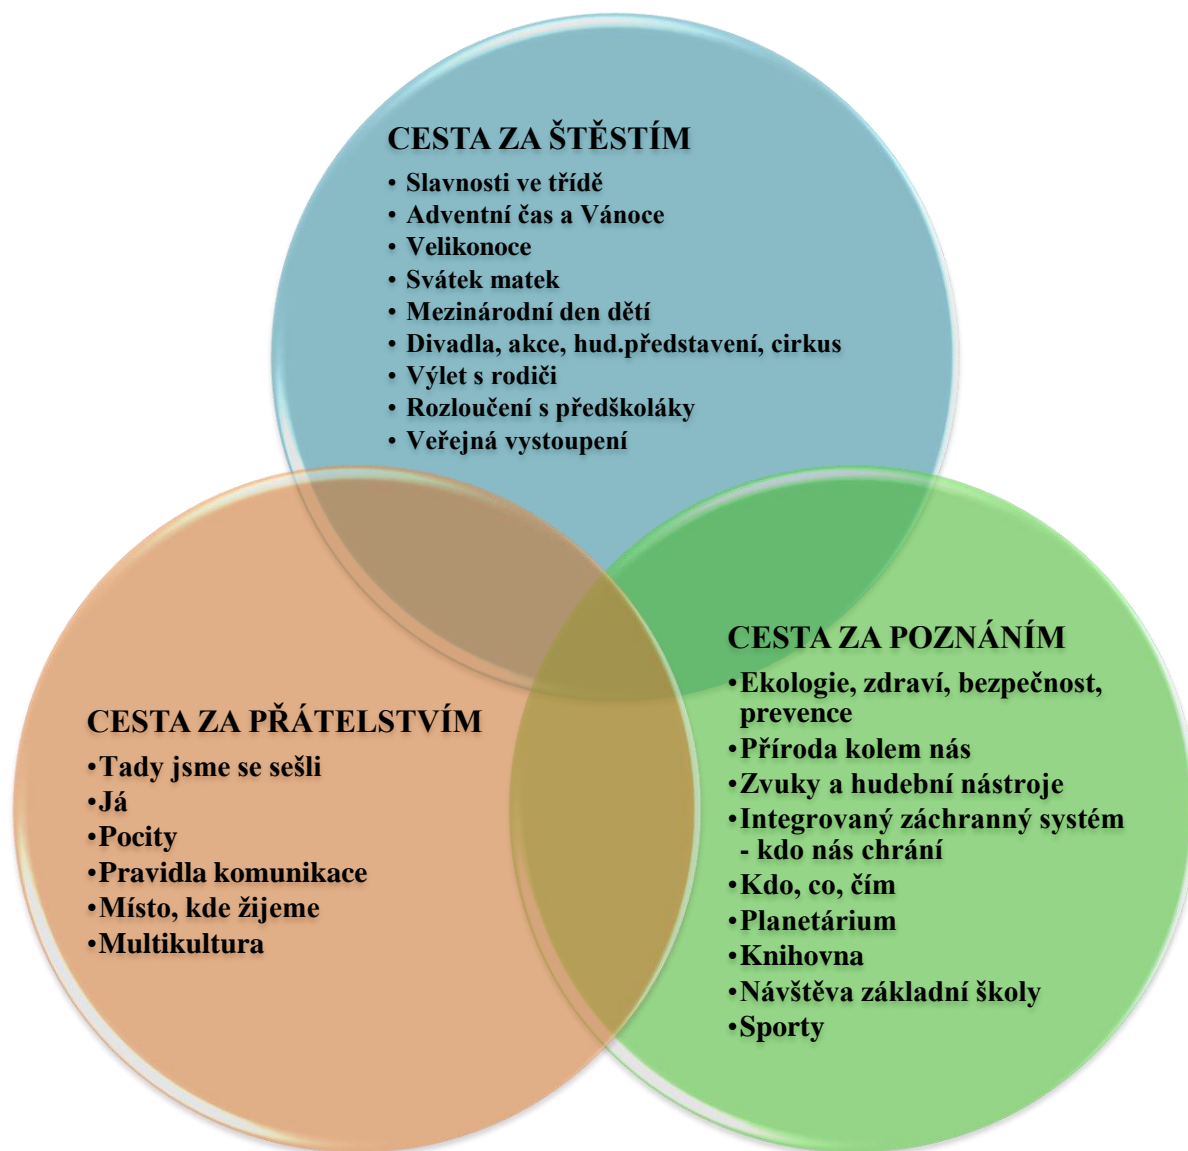 CESTA ZA ŠTĚSTÍM
• Slavnosti ve třídě
• Adventní čas a Vánoce
• Velikonoce
• Svátek matek
• Mezinárodní den dětí
• Divadla, akce, hud.představení, cirkus
• Výlet s rodiči
• Rozloučení s předškoláky
• Veřejná vystoupení
CESTA ZA PŘÁTELSTVÍM
•Tady jsme se sešli
•Já
•Pocity
•Pravidla komunikace
•Místo, kde žijeme
•Multikultura
CESTA ZA POZNÁNÍM
•Ekologie, zdraví, bezpečnost,
prevence
•Příroda kolem nás
•Zvuky a hudební nástroje
•Integrovaný záchranný systém
- kdo nás chrání
•Kdo, co, čím
•Planetárium
•Knihovna
•Návštěva základní školy
•Sporty